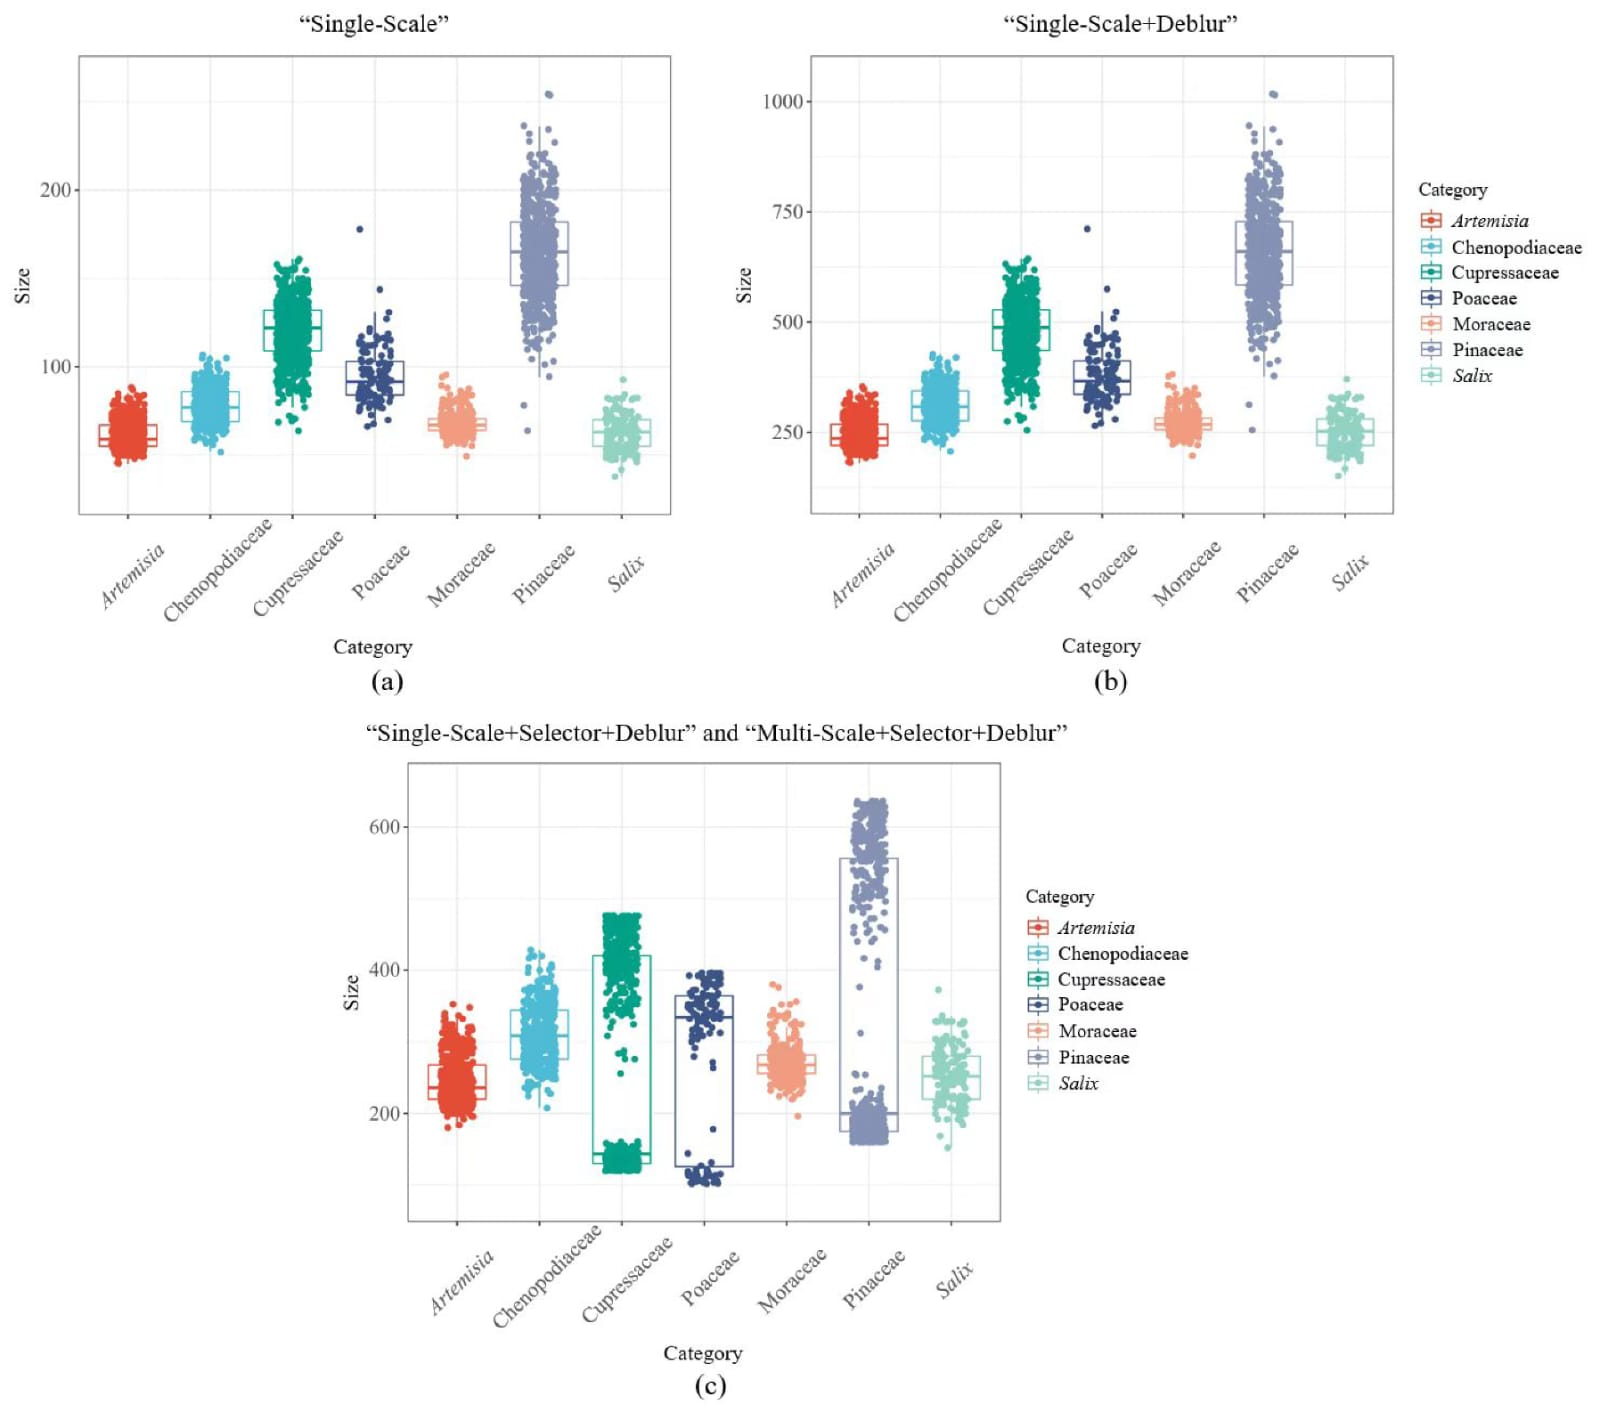 “Single-Scale”
Size
200
100
Artemisia
Chenopodiaceae
Cupressaceae
Poaceae
Moraceae
Pinaceae
Salix
Category
(a)
“Single-Scale+Deblur”
Size
1000
750
500
250
Artemisia
Chenopodiaceae
Cupressaceae
Poaceae
Moraceae
Pinaceae
Salix
Category
(b)
Category
Artemisia
Chenopodiaceae
Cupressaceae
Poaceae
Moraceae
Pinaceae
Salix
“Single-Scale+Selector+Deblur” and “Multi-Scale+Selector+Deblur”
Size
600
400
200
Artemisia
Chenopodiaceae
Cupressaceae
Poaceae
Moraceae
Pinaceae
Salix
Category
(c)
Category
Artemisia
Chenopodiaceae
Cupressaceae
Poaceae
Moraceae
Pinaceae
Salix